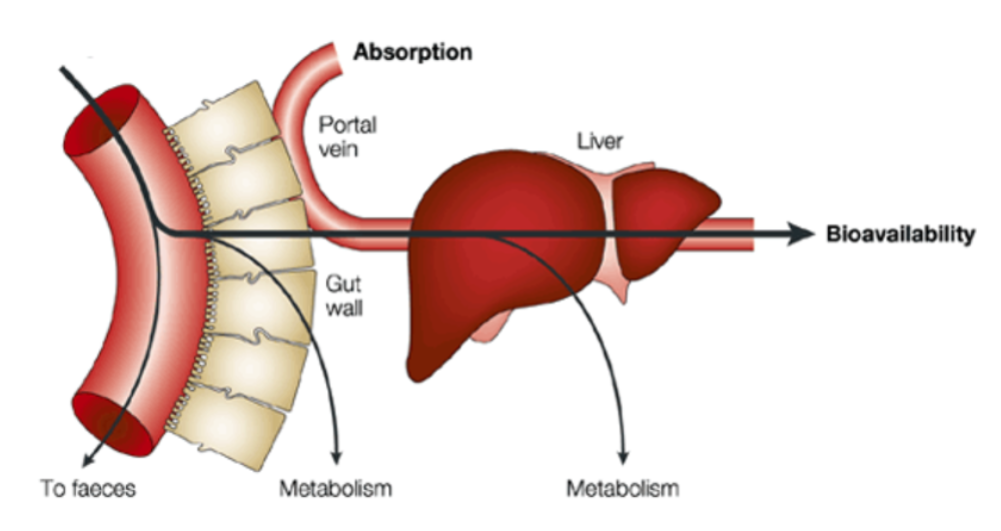 Absorption
Portal
vein
Liver
Bioavailability
Gut
wall
To faeces
Metabolism
Metabolism